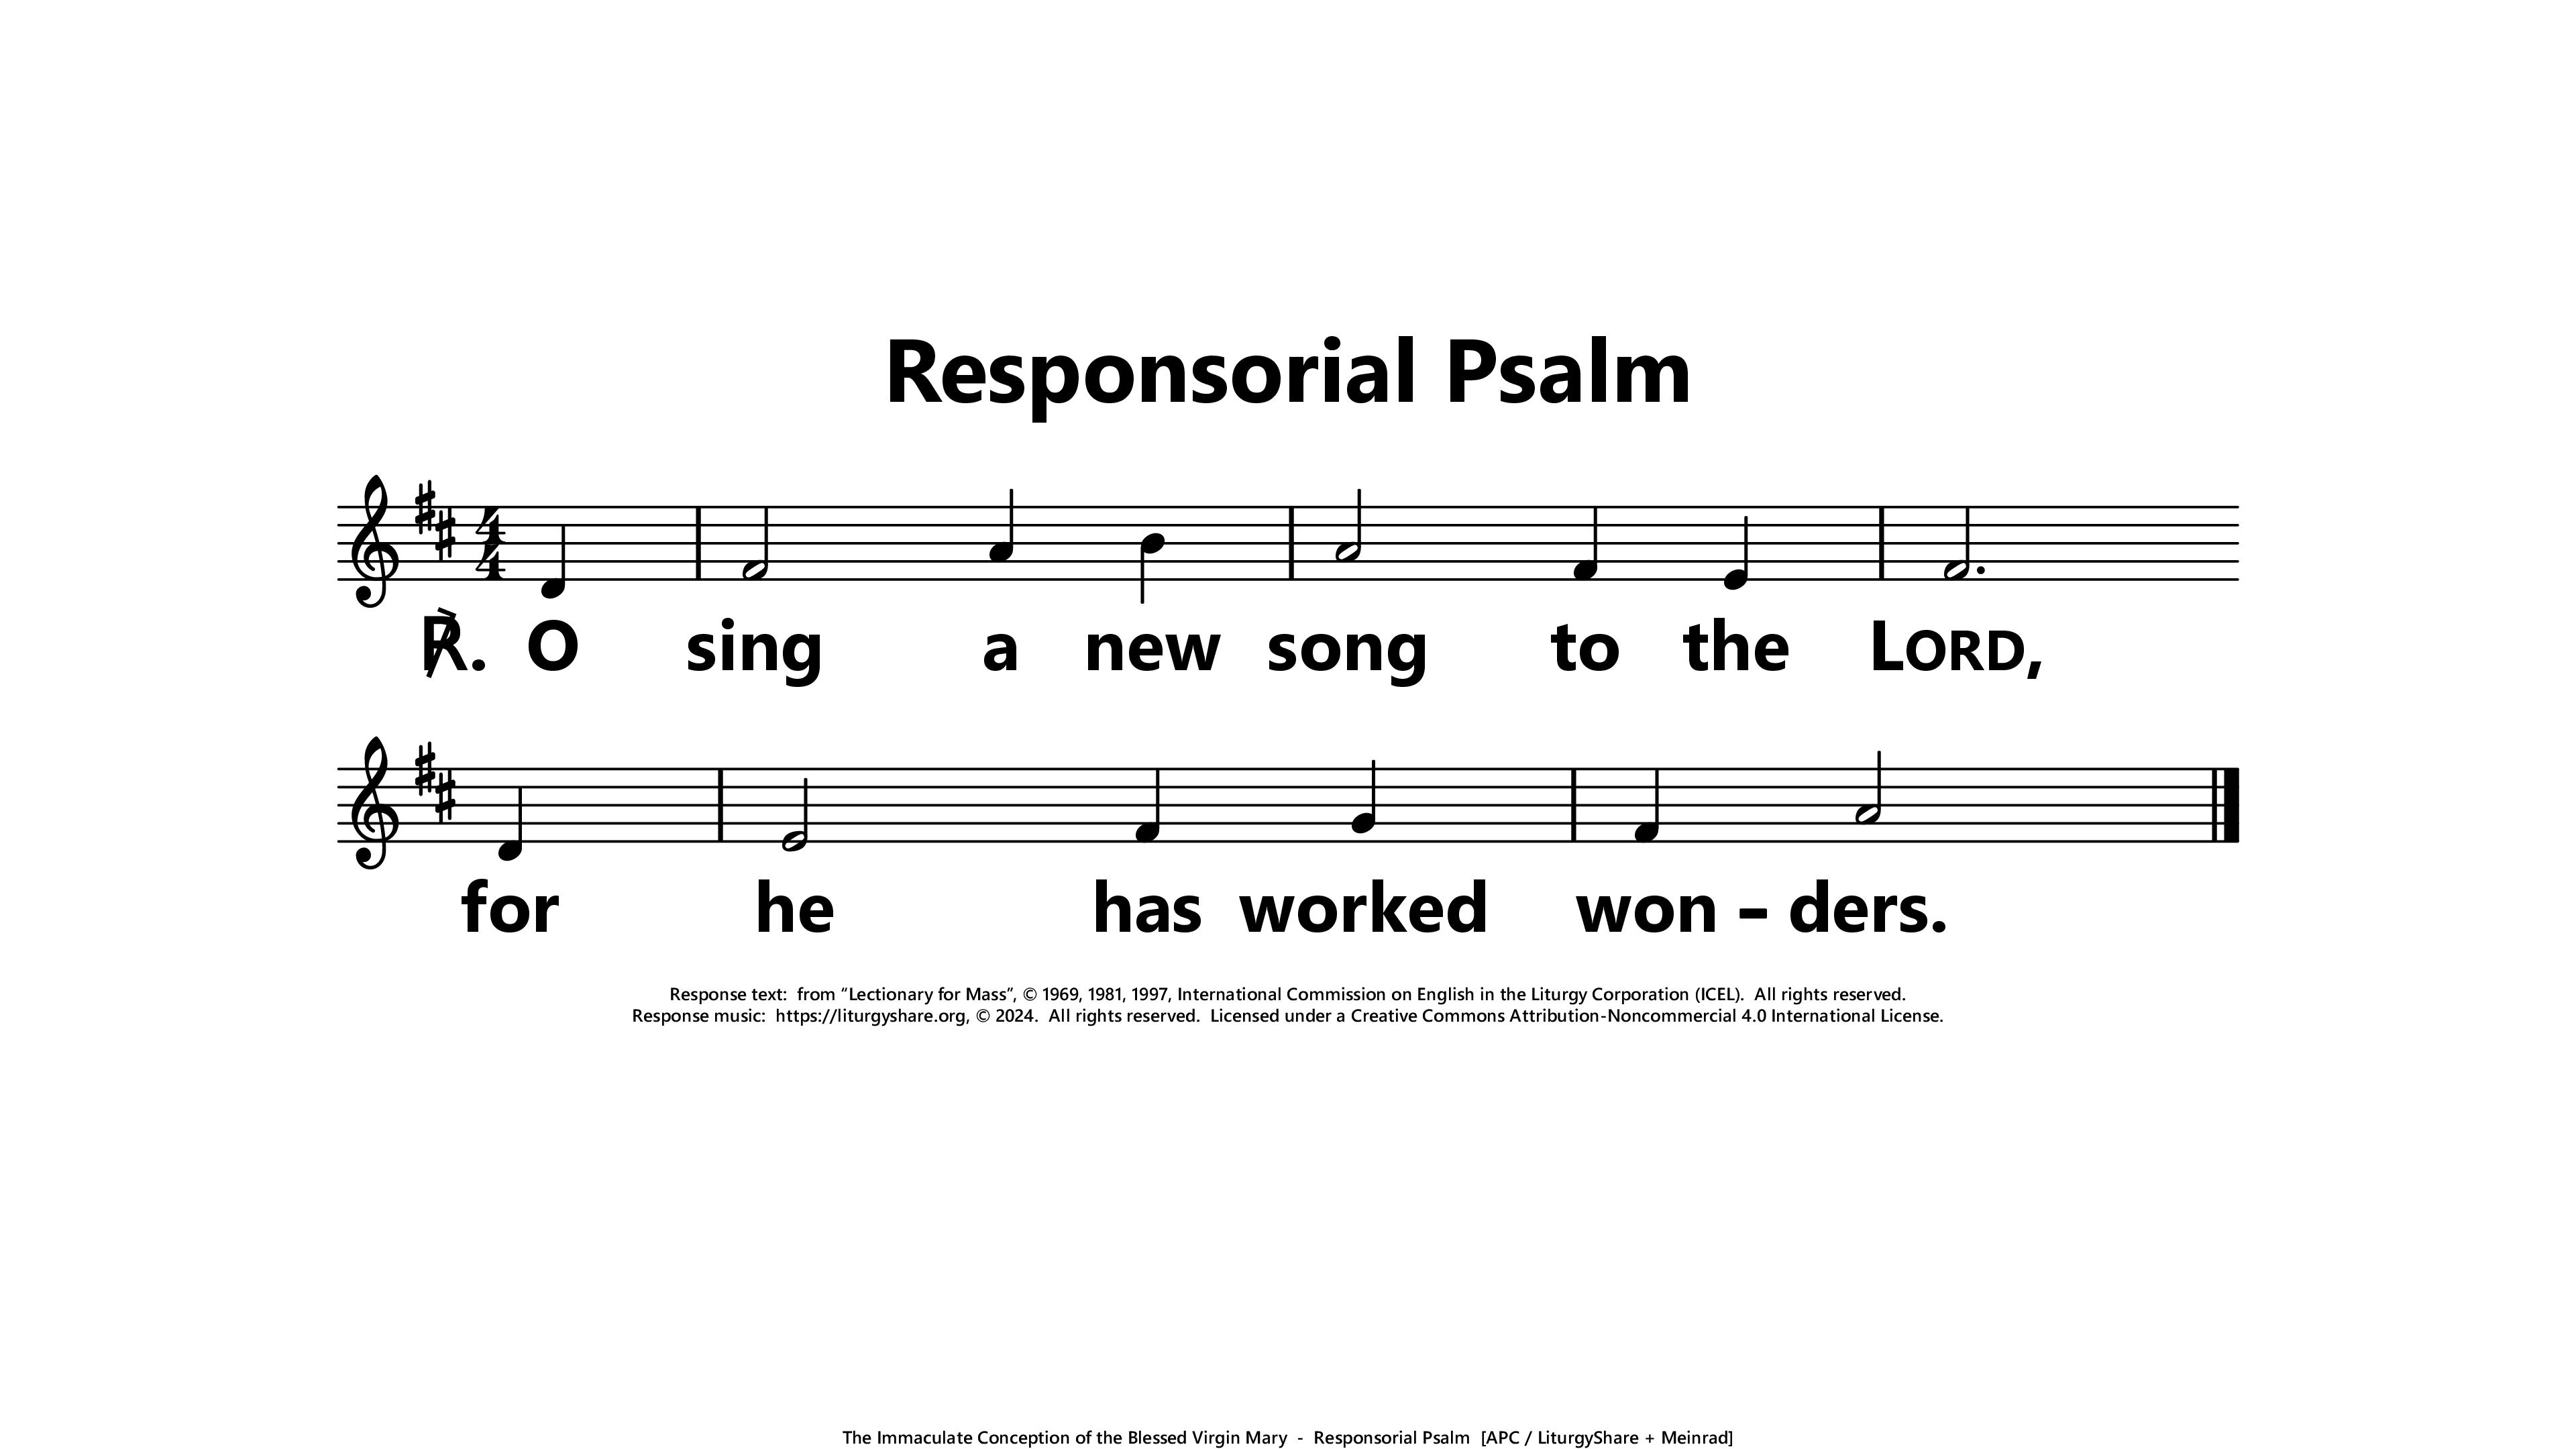 Responsorial Psalm
4
4
℟. O sing a new song to the LORD,
for he has worked won - ders.
Response text:  from “Lectionary for Mass”, © 1969, 1981, 1997, International Commission on English in the Liturgy Corporation (ICEL).  All rights reserved.
Response music:  https://liturgyshare.org, © 2024.  All rights reserved.  Licensed under a Creative Commons Attribution-Noncommercial 4.0 International License.
The Immaculate Conception of the Blessed Virgin Mary  -  Responsorial Psalm  [APC / LiturgyShare + Meinrad]